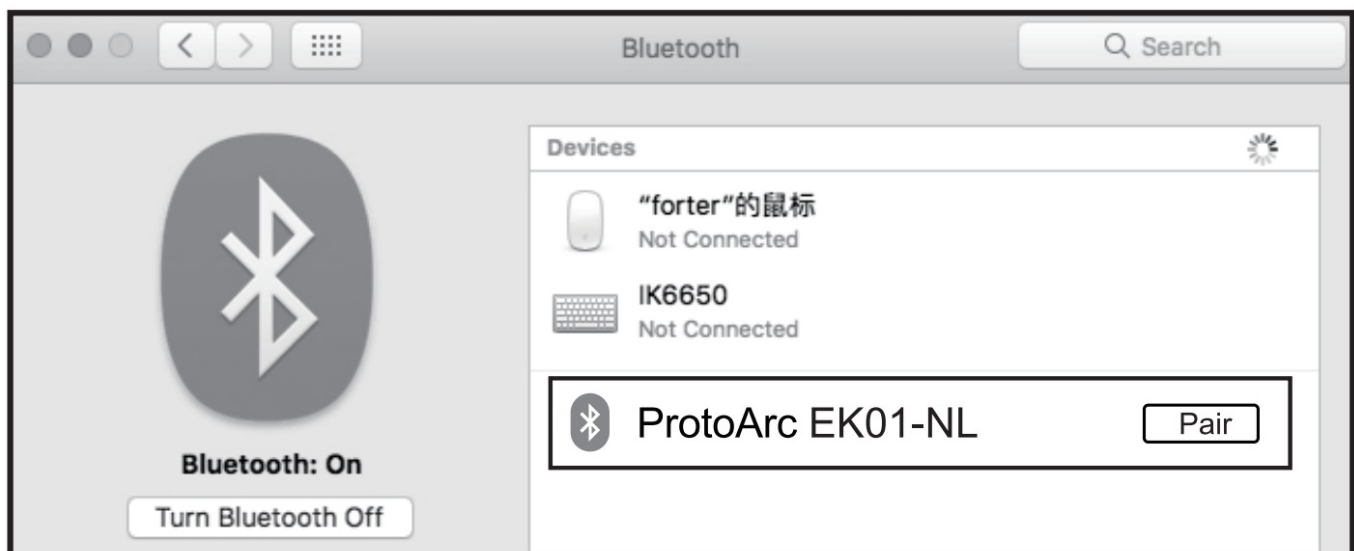 Bluetooth
Search
Devices
“forter”的鼠标
Not Connected
IK6650
Not Connected
ProtoArc EK01-NL
Pair
Bluetooth: On
Turn Bluetooth Off